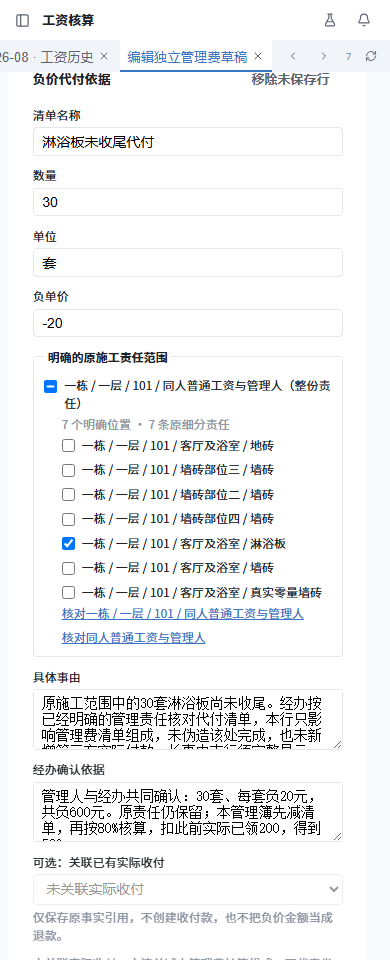 工资核算
26-08 · 工资历史
编辑独立管理费草稿
7
负价代付依据
移除未保存行
清单名称
淋浴板未收尾代付
数量
30
单位
套
负单价
-20
明确的原施工责任范围
一栋 / 一层 / 101 / 同人普通工资与管理人（整份责
任）
7 个明确位置 · 7 条原细分责任
一栋 / 一层 / 101 / 客厅及浴室 / 地砖
一栋 / 一层 / 101 / 墙砖部位三 / 墙砖
一栋 / 一层 / 101 / 墙砖部位二 / 墙砖
一栋 / 一层 / 101 / 墙砖部位四 / 墙砖
一栋 / 一层 / 101 / 客厅及浴室 / 淋浴板
一栋 / 一层 / 101 / 客厅及浴室 / 墙砖
一栋 / 一层 / 101 / 客厅及浴室 / 真实零量墙砖
核对一栋 / 一层 / 101 / 同人普通工资与管理人
核对同人普通工资与管理人
具体事由
原施工范围中的30套淋浴板尚未收尾。经办按
已经明确的管理责任核对代付清单，本行只影
响管理费清单组成，未伪造该处完成，也未新
经办确认依据
管理人与经办共同确认：30套、每套负20元，
共负600元。原责任仍保留；本管理簿先减清
单，再按80%核算，扣此前实际已领200，得到
可选：关联已有实际收付
未关联实际收付
仅保存原事实引用，不创建收付款，也不把负价金额当成
退款。